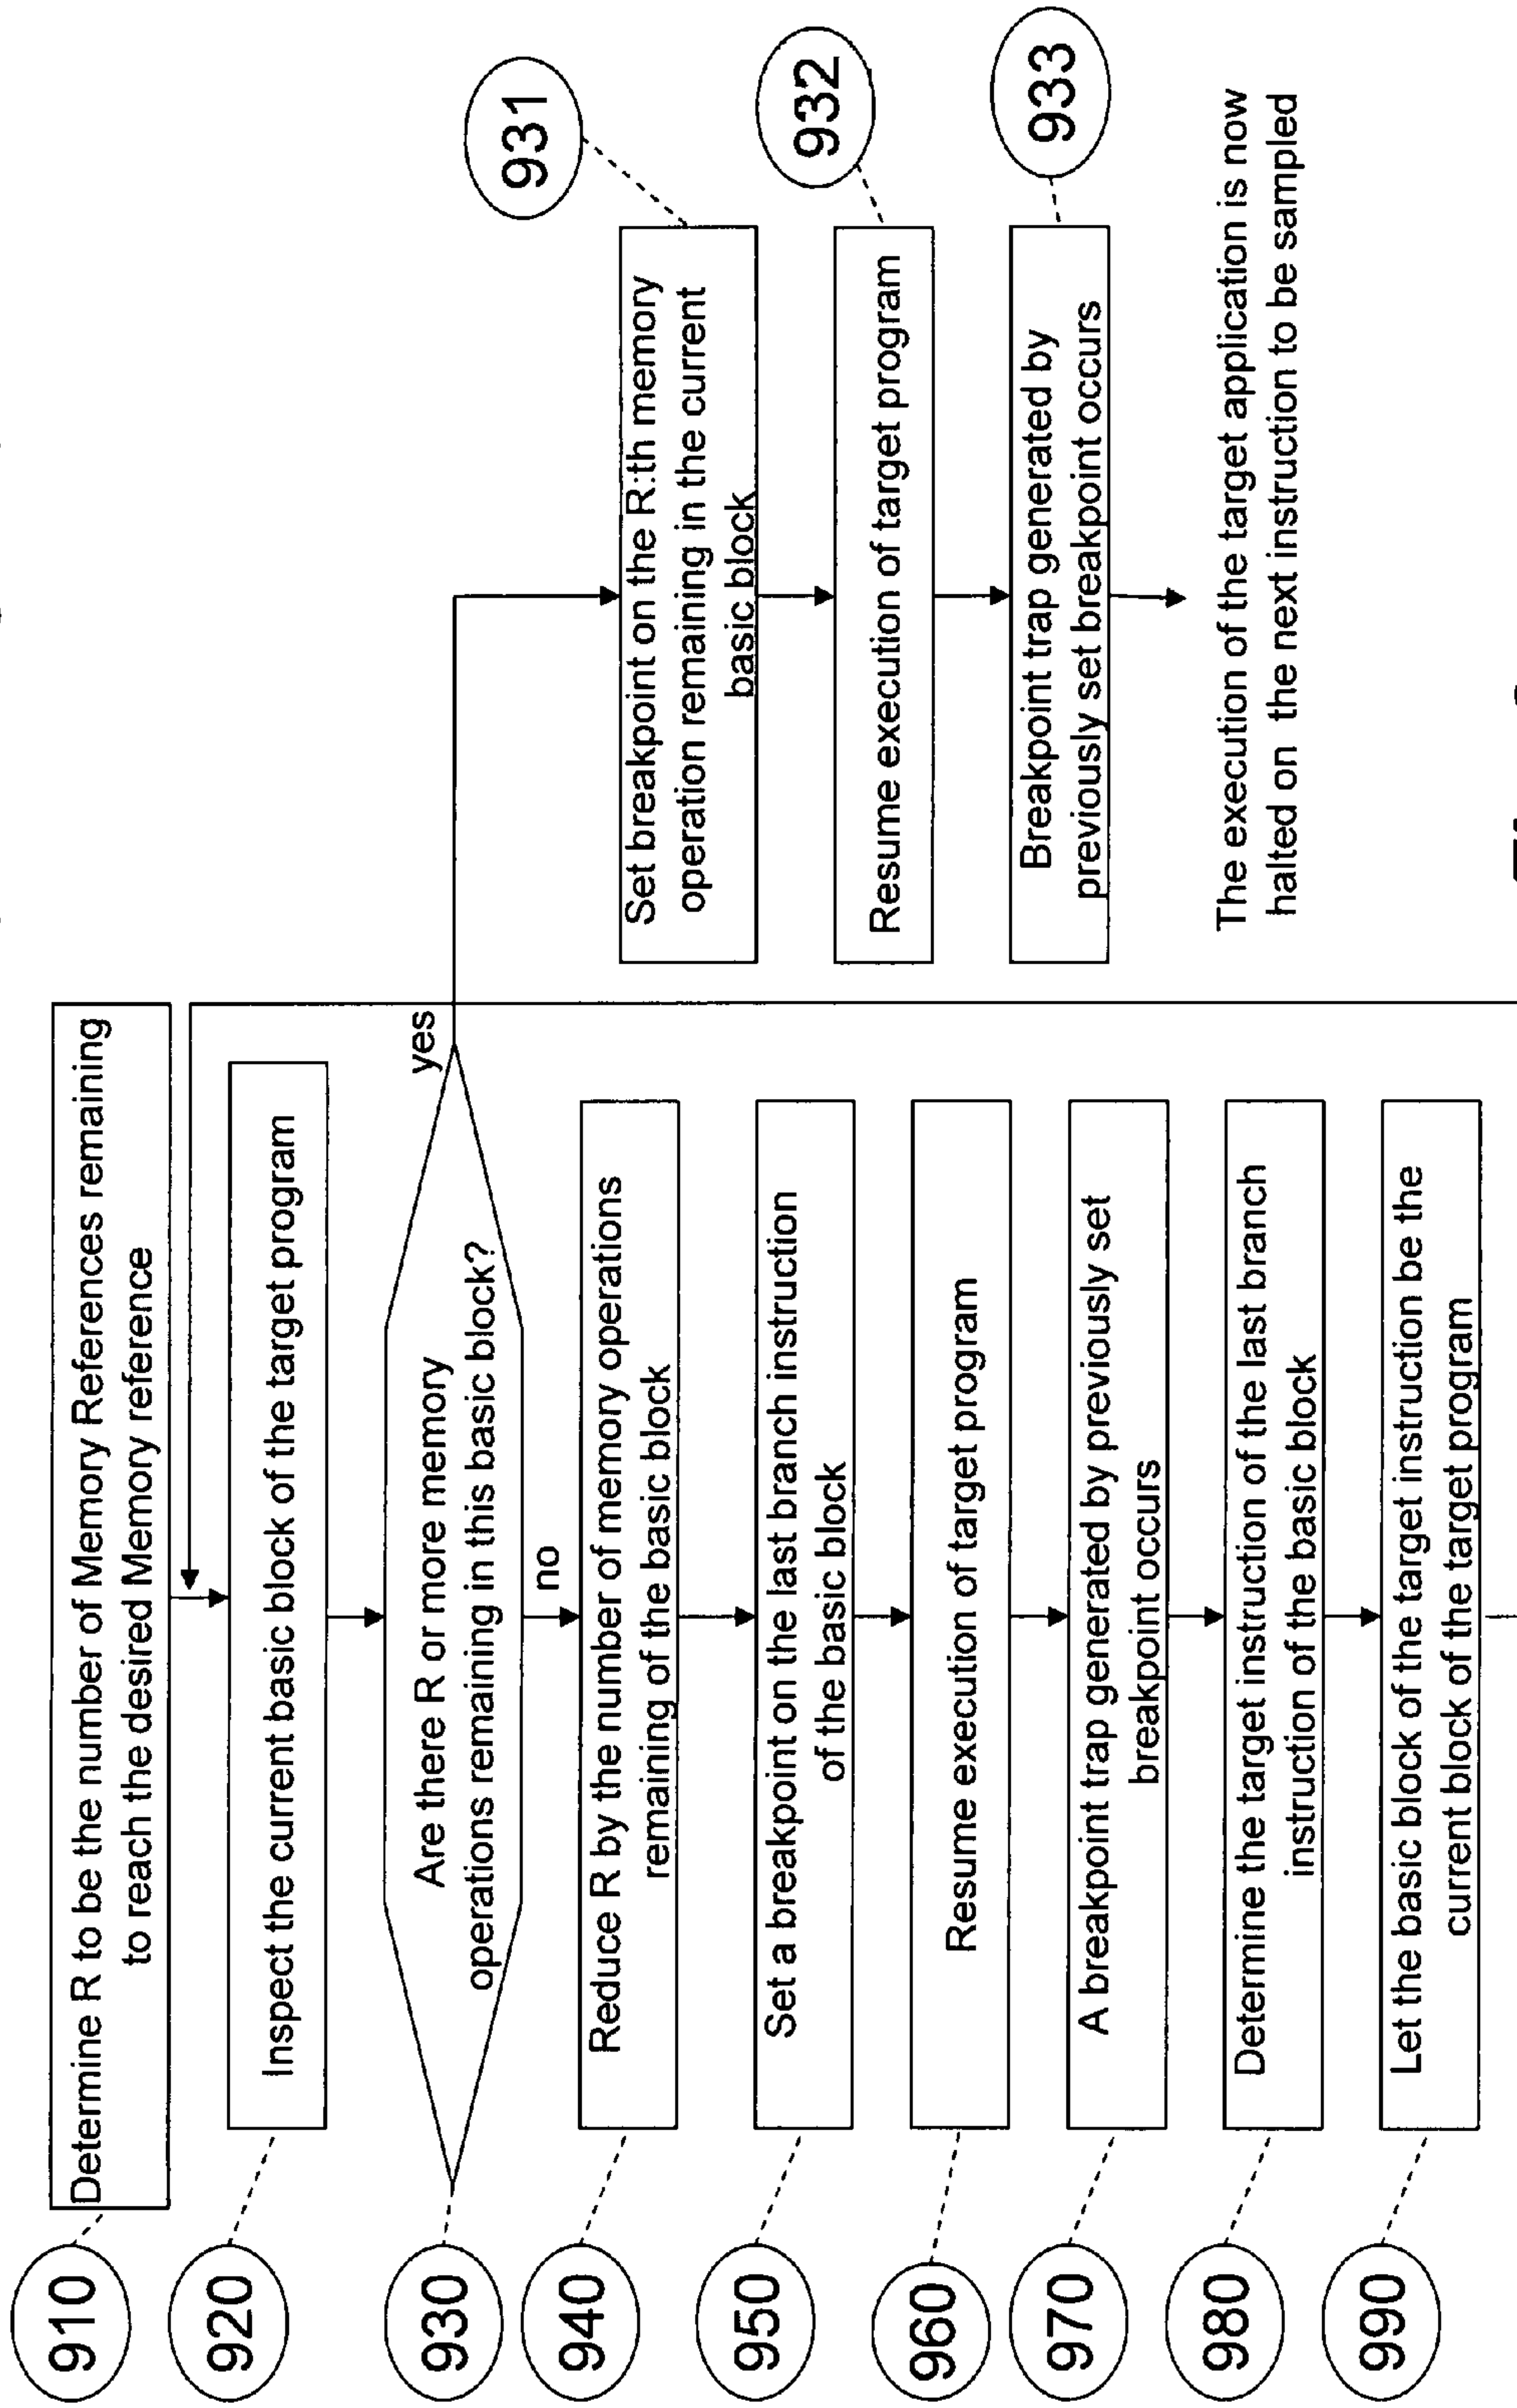 910
Determine R to be the number of Memory References remaining
to reach the desired Memory reference
920
Inspect the current basic block of the target program
930
Are there R or more memory
operations remaining in this basic block?
yes
no
931
Set breakpoint on the R:th memory
operation remaining in the current
basic block
932
Resume execution of target program
933
Breakpoint trap generated by
previously set breakpoint occurs
The execution of the target application is now
halted on the next instruction to be sampled
940
Reduce R by the number of memory operations
remaining of the basic block
950
Set a breakpoint on the last branch instruction
of the basic block
960
Resume execution of target program
970
A breakpoint trap generated by previously set
breakpoint occurs
980
Determine the target instruction of the last branch
instruction of the basic block
990
Let the basic block of the target instruction be the
current block of the target program